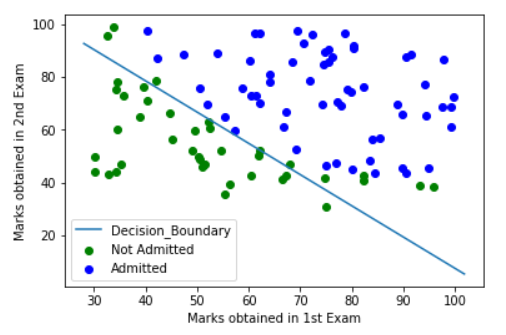 100
80
60
40
20
Marks obtained in 2nd Exam
Decision_Boundary
Not Admitted
Admitted
30 40 50 60 70 80 90 100
Marks obtained in 1st Exam